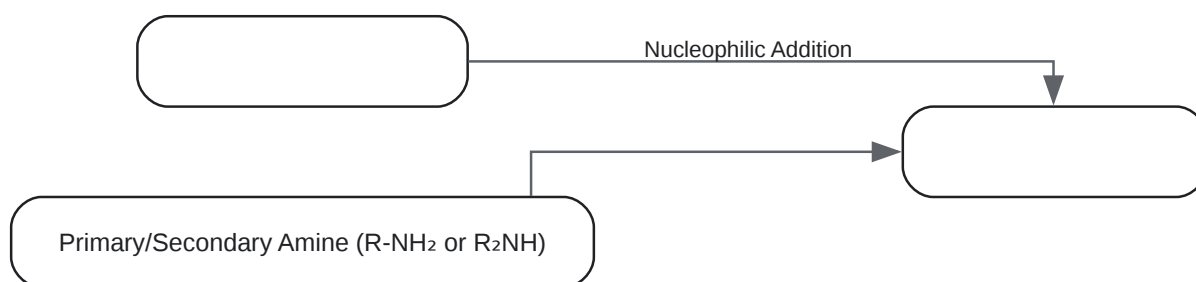 Nucleophilic Addition
Primary/Secondary Amine (R-NH₂ or R₂NH)